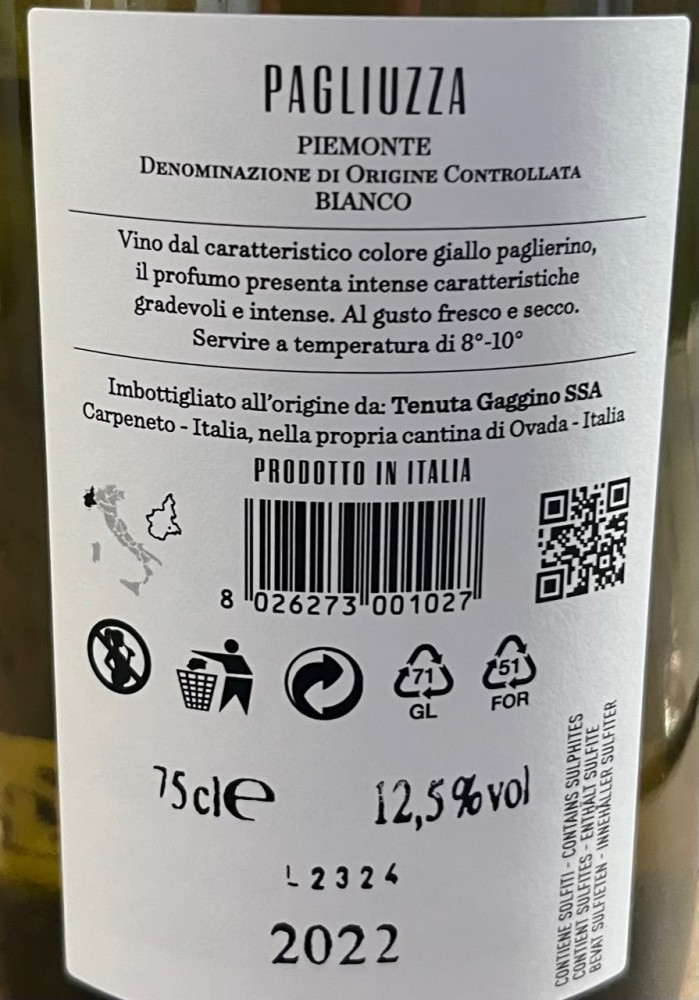 PAGLIUZZA
PIEMONTE
DENOMINAZIONE DI ORIGINE CONTROLLATA
BIANCO
Vino dal caratteristico colore giallo paglierino,
il profumo presenta intense caratteristiche
gradevoli e intense. Al gusto fresco e secco.
Servire a temperatura di 8°-10°
Imbottigliato all'origine da: Tenuta Gaggino SSA
Carpeneto - Italia, nella propria cantina di Ovada - Italia
PRODOTTO IN ITALIA
8 026273 001027
71
GL
51
FOR
75cl e
12,5%vol
L2324
2022
CONTIENE SOLFITI - CONTAINS SULPHITES
CONTIENT SULFITES - ENTHÄLT SULFITE
BEVAT SULFIETEN - INNEHÅLLER SULFITER